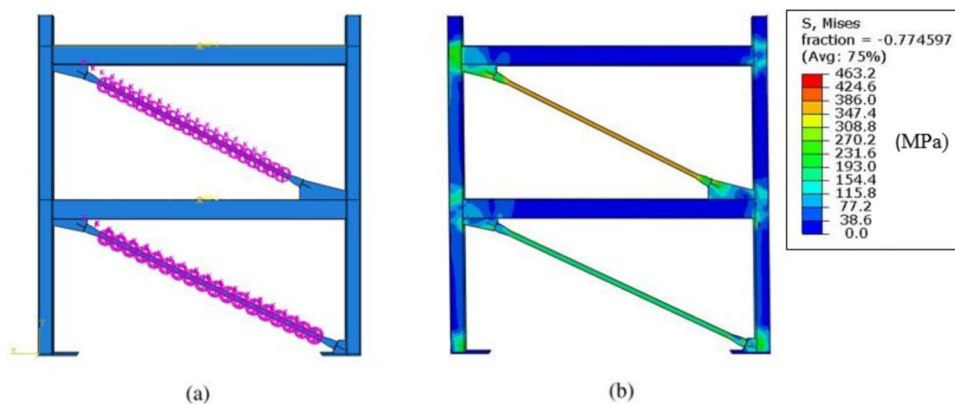 S, Mises
fraction = -0.774597
(Avg: 75%)
463.2
424.6
386.0
347.4
308.8
270.2
231.6
193.0
154.4
115.8
77.2
38.6
0.0
(MPa)
(a)
(b)